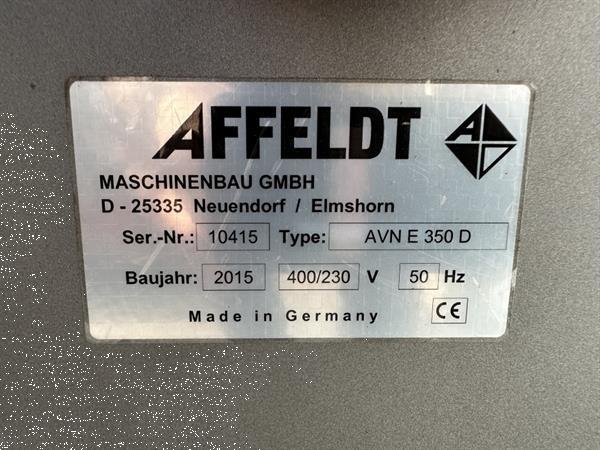 AFFELDT
AD
MASCHINENBAU GMBH
D - 25335 Neuendorf / Elmshorn
Ser.-Nr.: 10415 Type: AVN E 350 D
Baujahr: 2015 400/230 V 50 Hz
Made in Germany CE